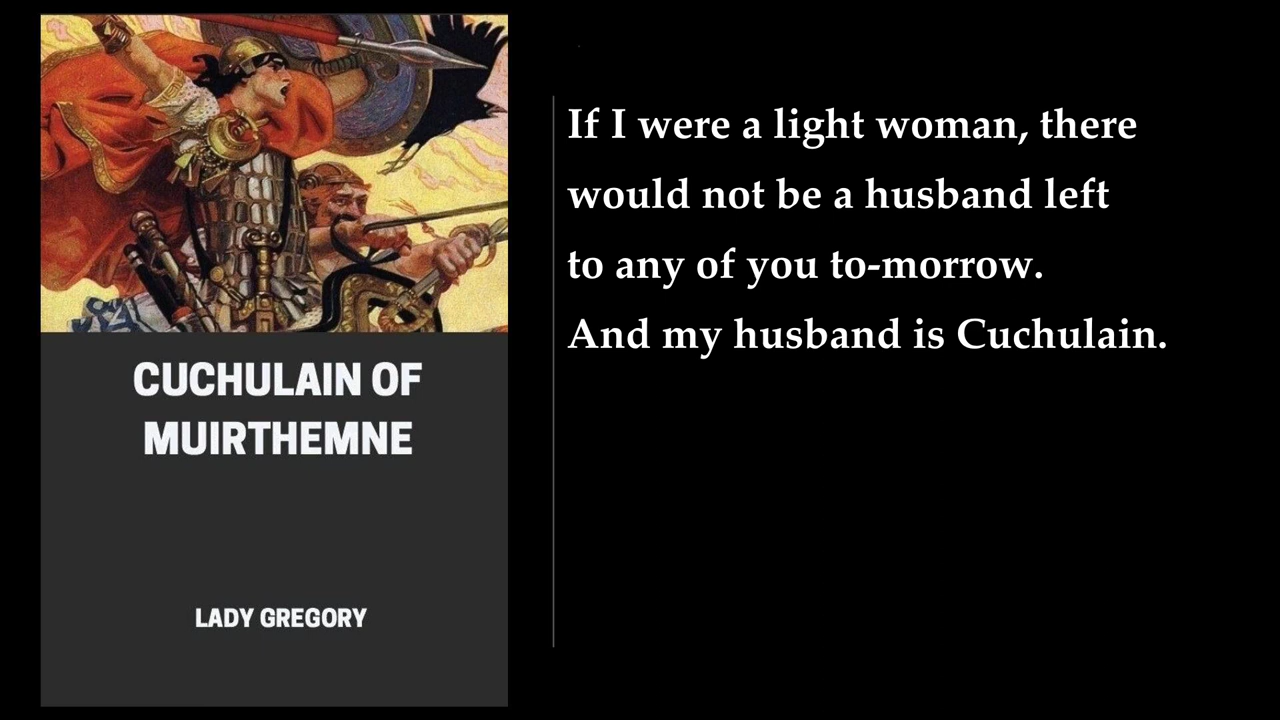 CUCHULAIN OF
MUIRTHEMNE
LADY GREGORY
If I were a light woman, there
would not be a husband left
to any of you to-morrow.
And my husband is Cuchulain.